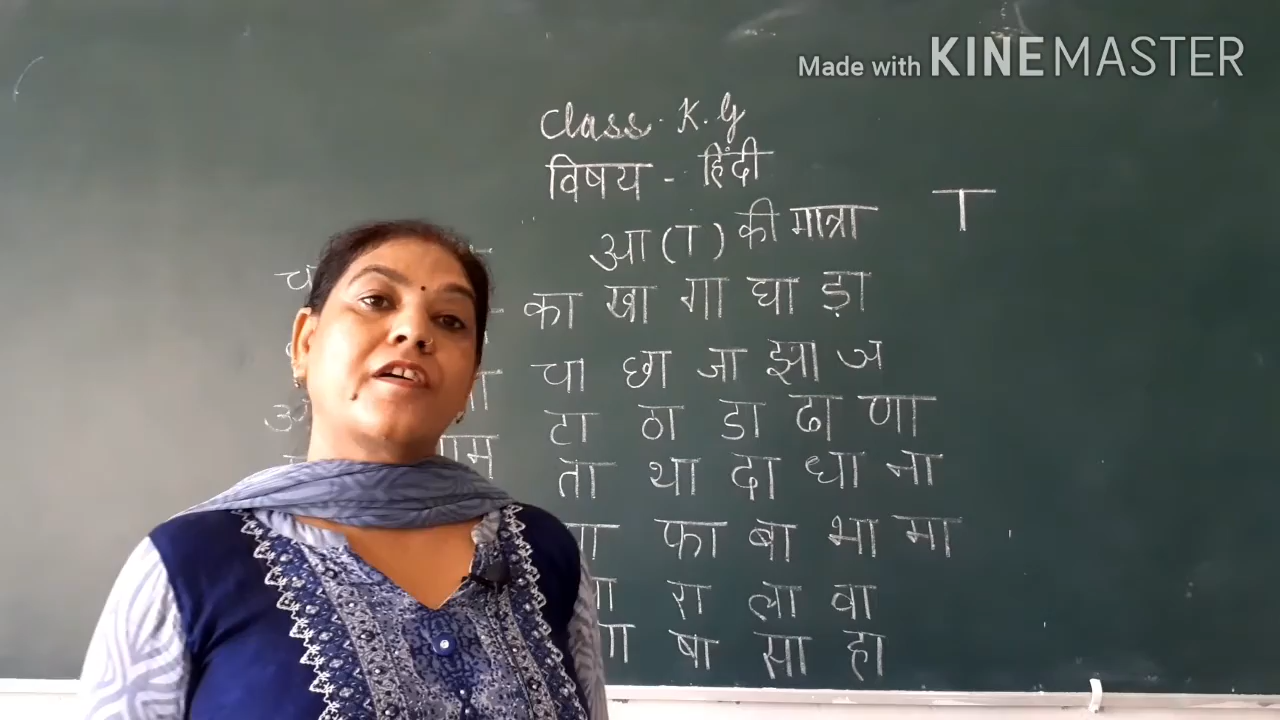 Made with KINEMASTER
Class. K. G
विषय - हिंदी
आ (ा) की मात्रा ा
का खा गा घा ड़ा
चा छा जा झा ञ
टा ठा डा ढा णा
ता था दा धा ना
फा बा भा मा
रा ला वा
षा सा हा